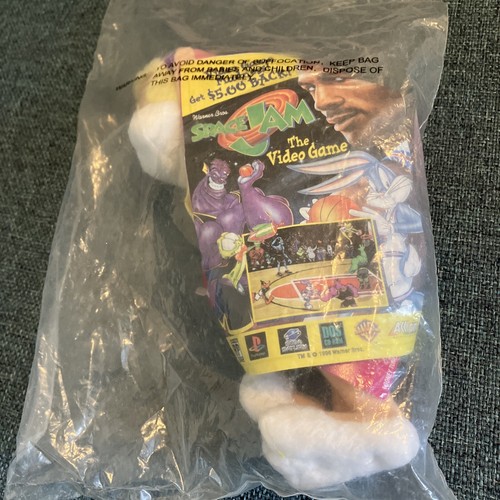 TO AVOID DANGER OF SUFFOCATION, KEEP BAG
AWAY FROM BABIES AND CHILDREN. DISPOSE OF
THIS BAG IMMEDIATELY.
Get $5.00 BACK!
Warner Bros.
SPACE JAM
The
Video Game
DOS
TM & © 1996 Warner Bros.